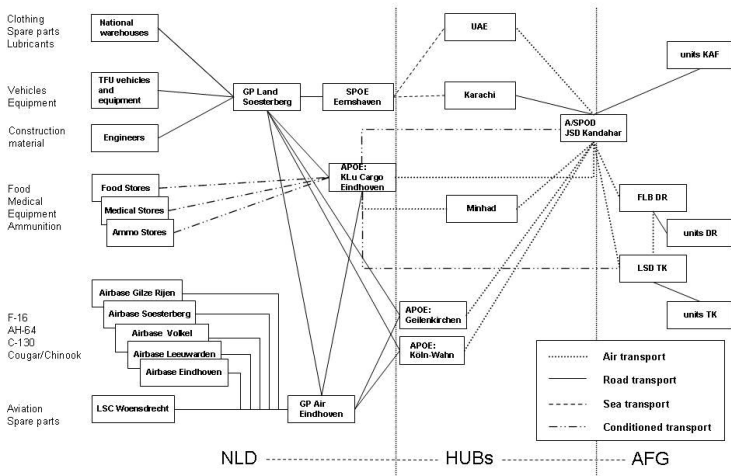 Clothing
Spare parts
Lubricants
National
warehouses
UAE
units KAF
Vehicles
Equipment
TFU vehicles
and
equipment
GP Land
Soesterberg
SPOE
Eemshaven
Karachi
A/SPOD
JSD Kandahar
Construction
material
Engineers
APOE:
KLu Cargo
Eindhoven
Food
Medical
Equipment
Ammunition
Food Stores
Medical Stores
Ammo Stores
Minhad
FLB DR
units DR
LSD TK
units TK
F-16
AH-64
C-130
Cougar/Chinook
Airbase Gilze Rijen
Airbase Soesterberg
Airbase Volkel
Airbase Leeuwarden
Airbase Eindhoven
APOE:
Geilenkirchen
APOE:
Köln-Wahn
Aviation
Spare parts
LSC Woensdrecht
GP Air
Eindhoven
Air transport
Road transport
Sea transport
Conditioned transport
NLD
HUBs
AFG